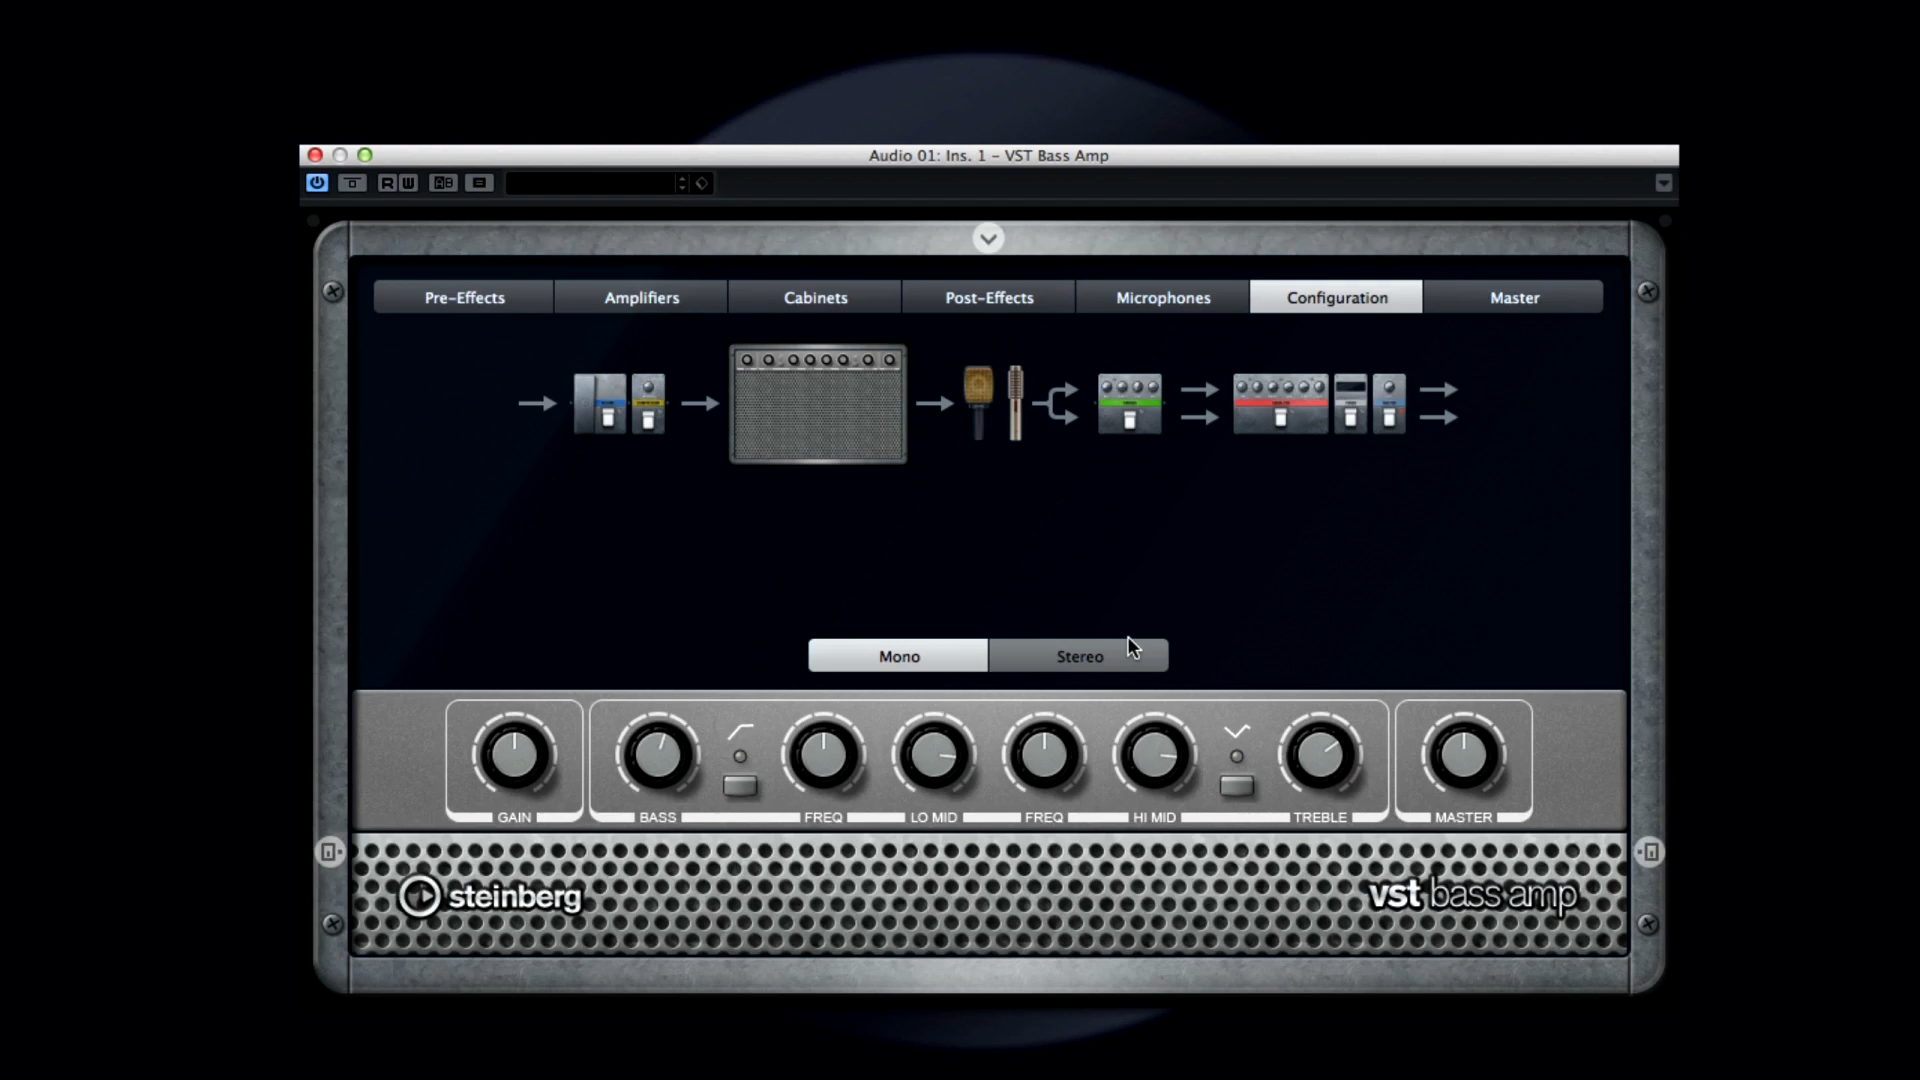 Audio 01: Ins. 1 – VST Bass Amp
R W
Pre-Effects Amplifiers Cabinets Post-Effects Microphones Configuration Master
Mono Stereo
GAIN BASS FREQ LO MID FREQ HI MID TREBLE MASTER
steinberg vst bass amp